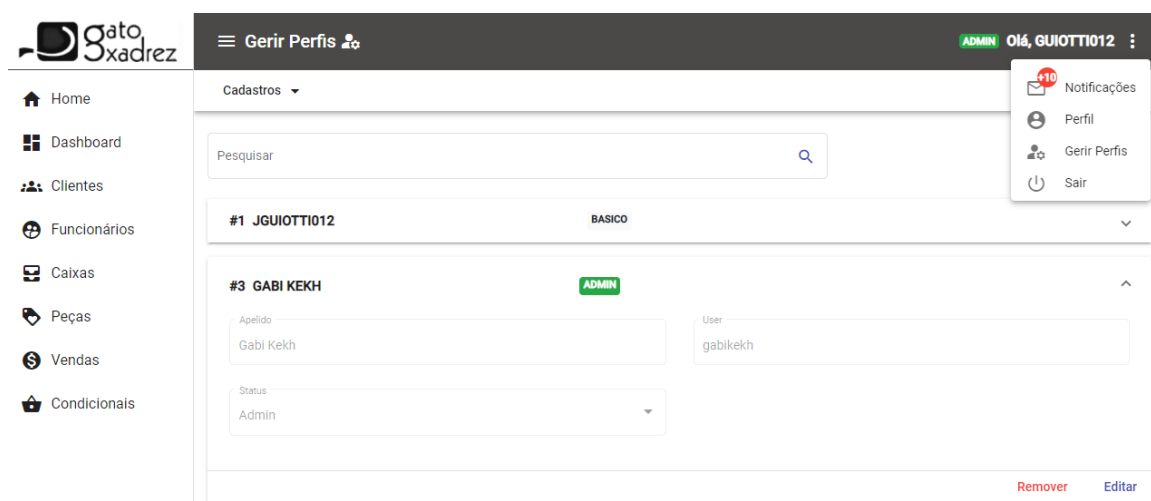 gato
xadrez
Gerir Perfis
ADMIN Olá, GUIOTTI012
Home
Dashboard
Clientes
Funcionários
Caixas
Peças
Vendas
Condicionais
Cadastros
+10 Notificações
Perfil
Gerir Perfis
Sair
Pesquisar
#1 JGUIOTTI012 BASICO
#3 GABI KEKH ADMIN
Apelido User
Gabi Kekh gabikekh
Status
Admin
Remover Editar